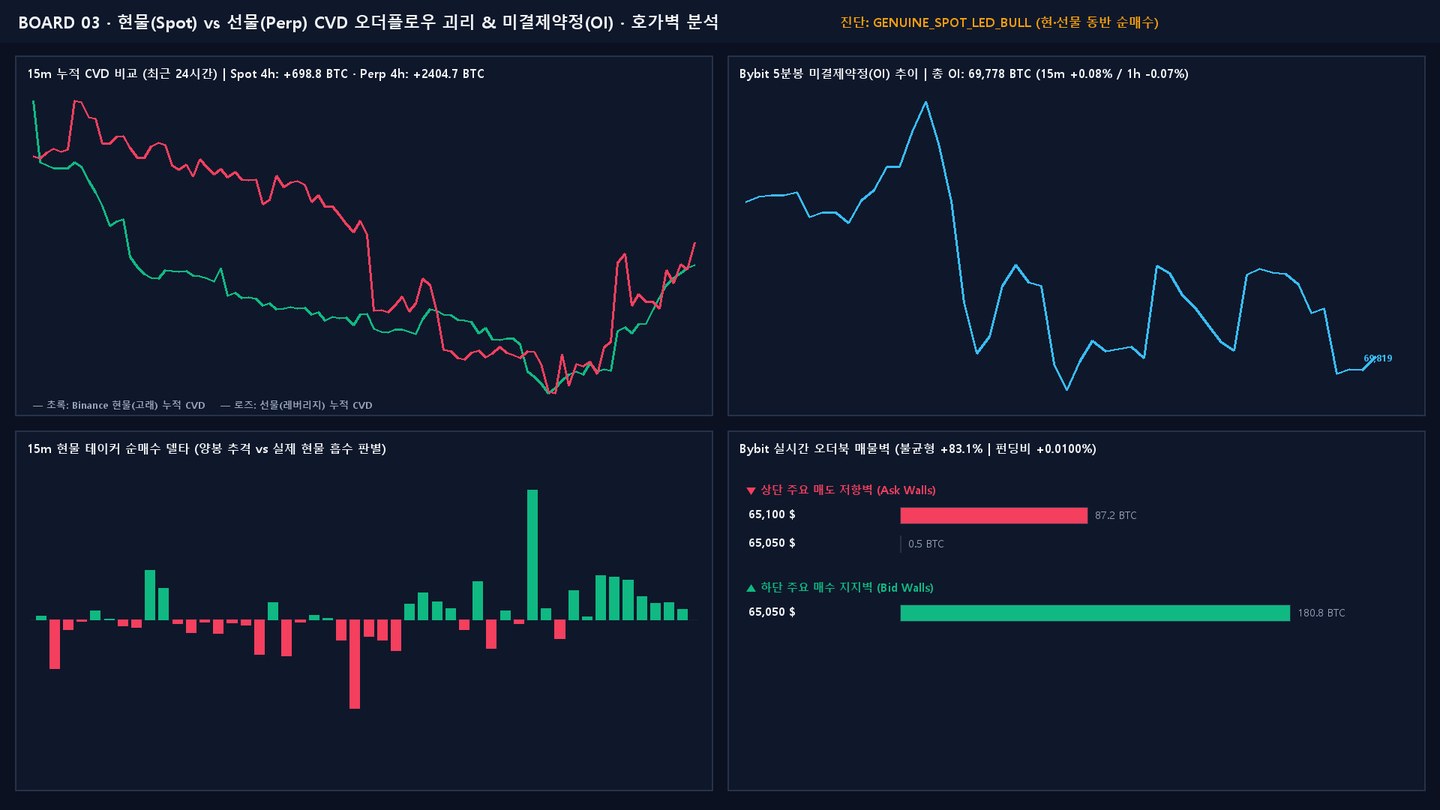 BOARD 03 · 현물(Spot) vs 선물(Perp) CVD 오더플로우 괴리 & 미결제약정(OI) · 호가벽 분석
진단: GENUINE_SPOT_LED_BULL (현·선물 동반 순매수)
15m 누적 CVD 비교 (최근 24시간) | Spot 4h: +698.8 BTC · Perp 4h: +2404.7 BTC
— 초록: Binance 현물(고래) 누적 CVD — 로즈: 선물(레버리지) 누적 CVD
Bybit 5분봉 미결제약정(OI) 추이 | 총 OI: 69,778 BTC (15m +0.08% / 1h -0.07%)
69,819
15m 현물 테이커 순매수 델타 (양봉 추격 vs 실제 현물 흡수 판별)
Bybit 실시간 오더북 매물벽 (불균형 +83.1% | 펀딩비 +0.0100%)
▼ 상단 주요 매도 저항벽 (Ask Walls)
65,100 $ 87.2 BTC
65,050 $ 0.5 BTC
▲ 하단 주요 매수 지지벽 (Bid Walls)
65,050 $ 180.8 BTC